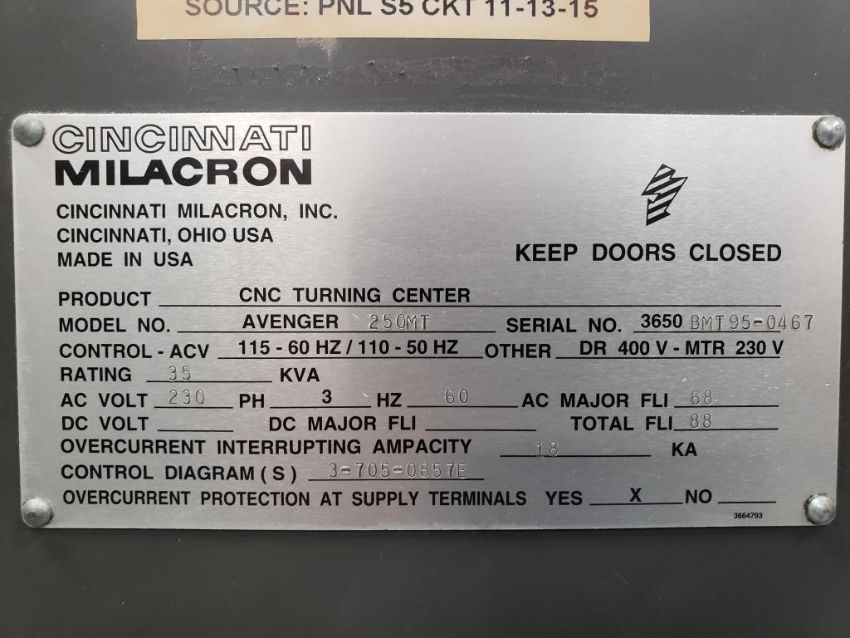 SOURCE: PNL S5 CKT 11-13-15
CINCINNATI
MILACRON
CINCINNATI MILACRON, INC.
CINCINNATI, OHIO USA
MADE IN USA
KEEP DOORS CLOSED
PRODUCT CNC TURNING CENTER
MODEL NO. AVENGER 250MT SERIAL NO. 3650 BMT95-0467
CONTROL - ACV 115 - 60 HZ / 110 - 50 HZ OTHER DR 400 V - MTR 230 V
RATING 35 KVA
AC VOLT 230 PH 3 HZ 60 AC MAJOR FLI 68
DC VOLT DC MAJOR FLI TOTAL FLI 88
OVERCURRENT INTERRUPTING AMPACITY 18 KA
CONTROL DIAGRAM ( S ) 3-705-0857E
OVERCURRENT PROTECTION AT SUPPLY TERMINALS YES X NO
3664793